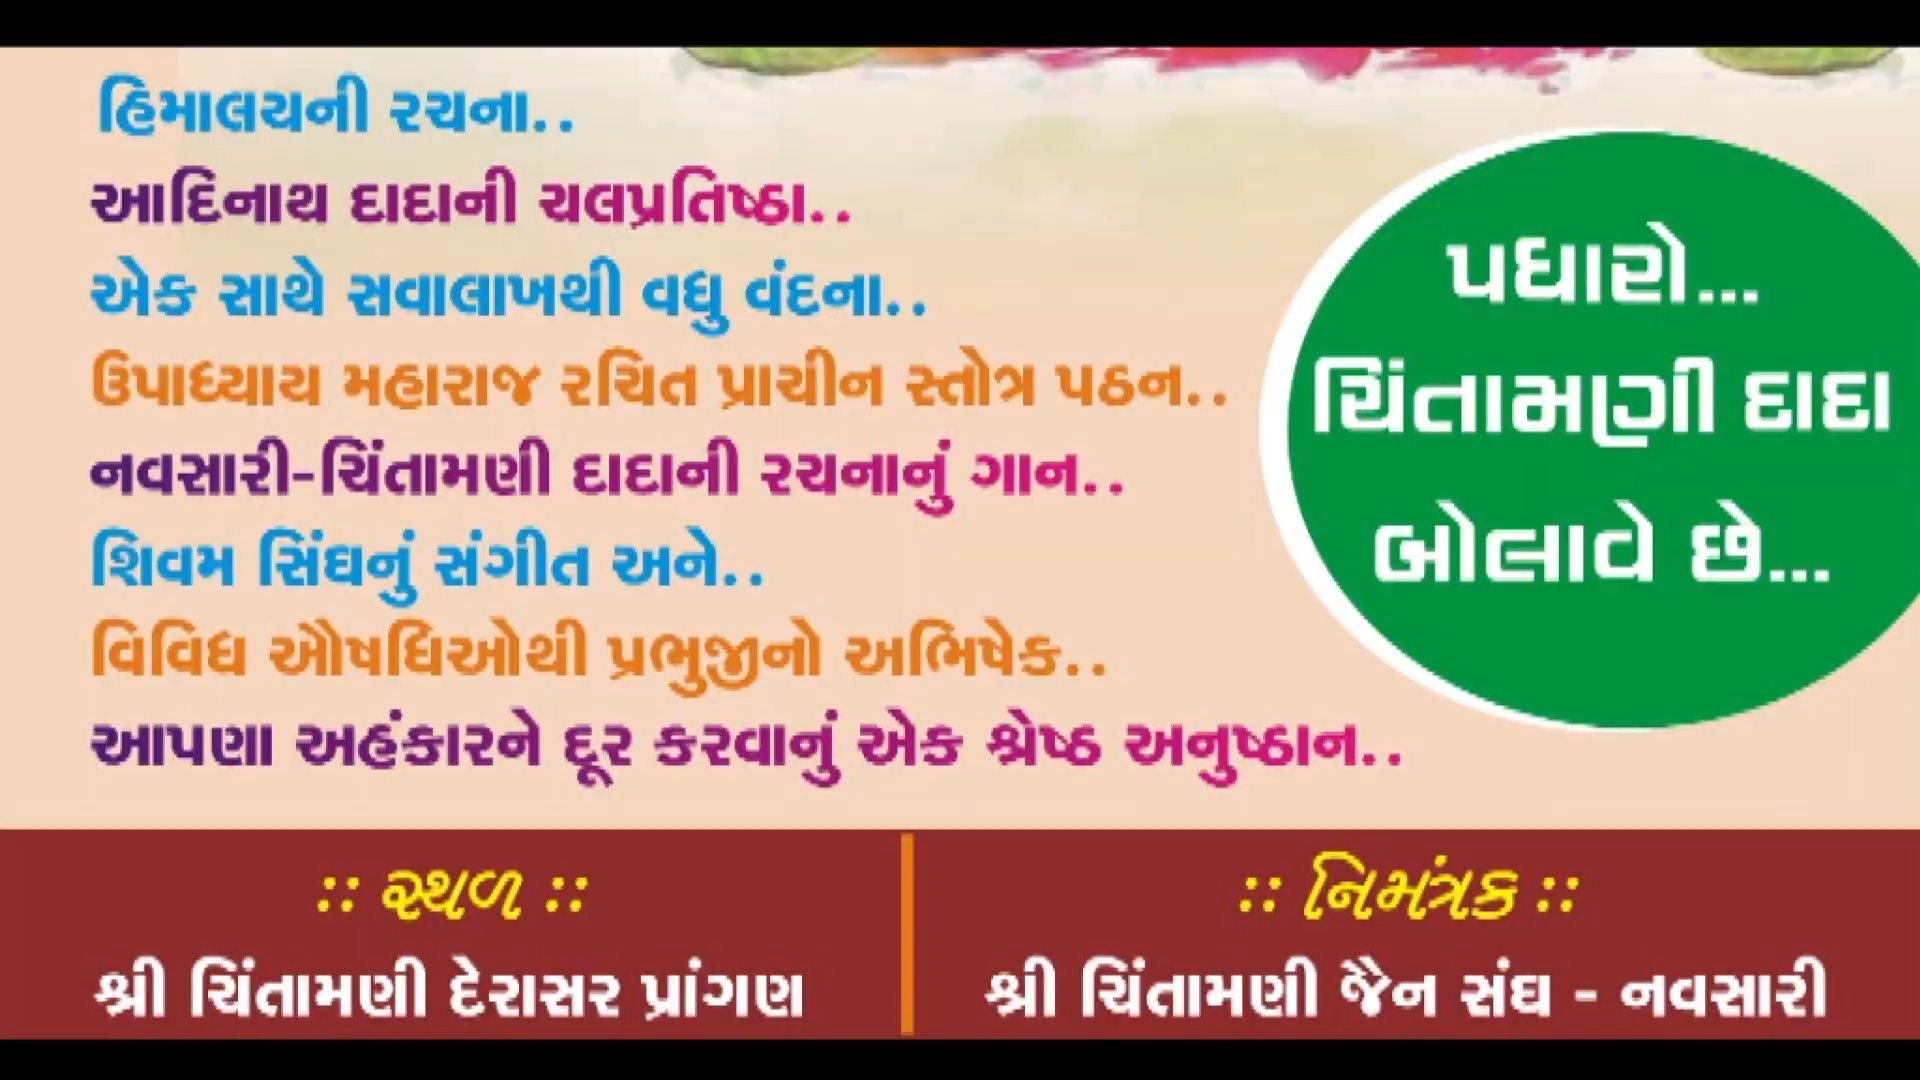 હિમાલયની રચના..
આદિનાથ દાદાની ચલપ્રતિષ્ઠા..
એક સાથે સવાલાખથી વધુ વંદના..
ઉપાધ્યાય મહારાજ રચિત પ્રાચીન સ્તોત્ર પઠન..
નવસારી-ચિંતામણી દાદાની રચનાનું ગાન..
શિવમ સિંઘનું સંગીત અને..
વિવિધ ઔષધિઓથી પ્રભુજીનો અભિષેક..
આપણા અહંકારને દૂર કરવાનું એક શ્રેષ્ઠ અનુષ્ઠાન..
પધારો...
ચિંતામણી દાદા
બોલાવે છે...
:: સ્થળ ::
શ્રી ચિંતામણી દેરાસર પ્રાંગણ
:: નિમંત્રક ::
શ્રી ચિંતામણી જૈન સંઘ - નવસારી